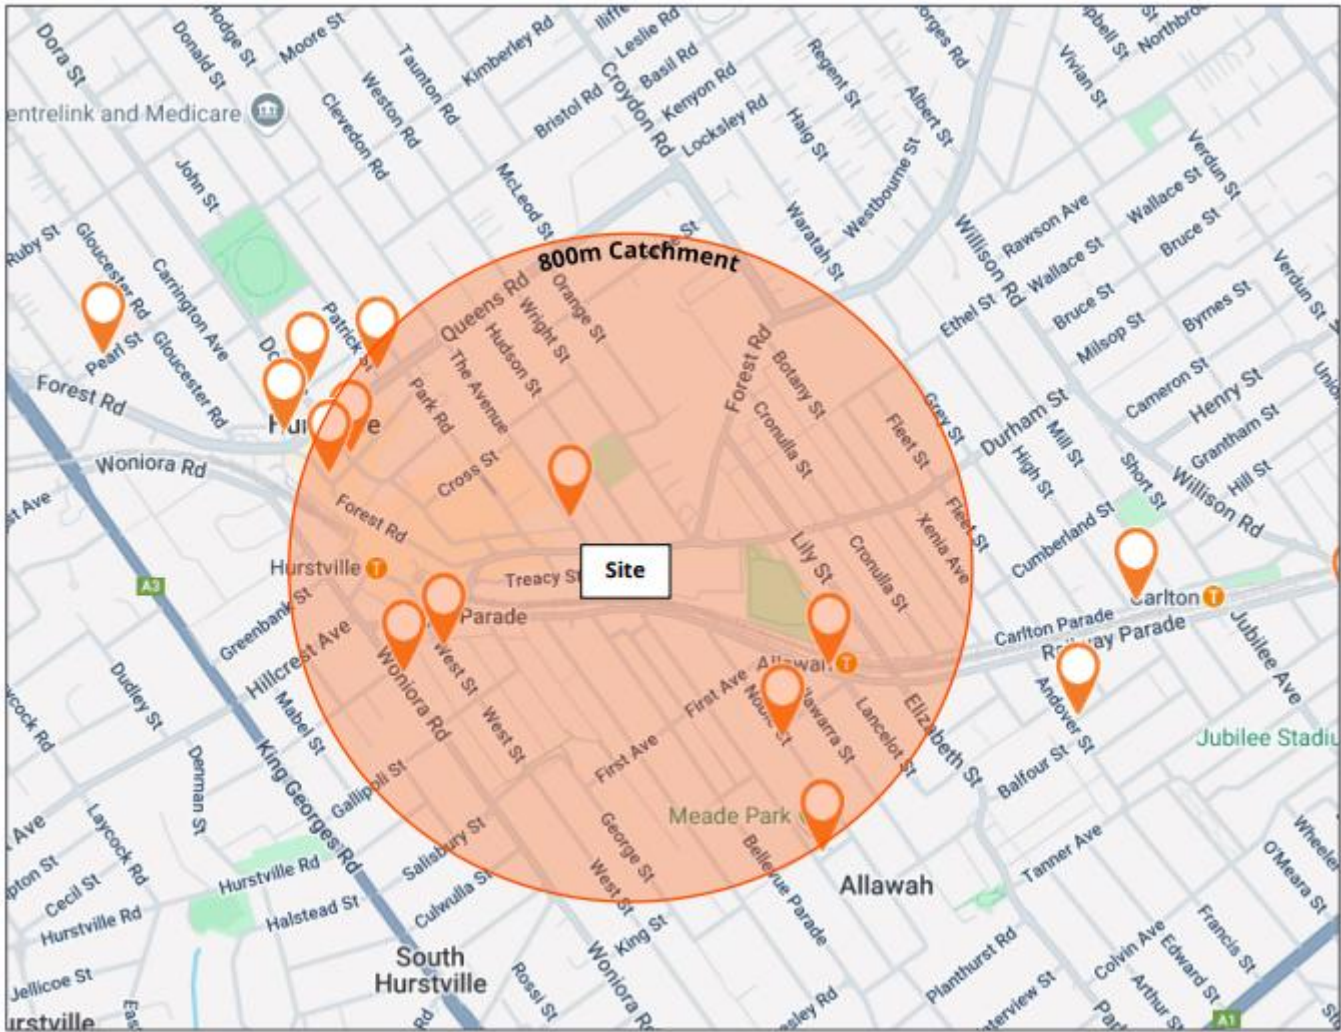 Dora St
Hodge St
Donald St
Moore St
Taunton Rd
Weston Rd
Clevedon Rd
Kimberley Rd
Bristol Rd
Croydon Rd
Leslie Rd
Basil Rd
Kenyon Rd
Locksley Rd
Regent St
Haig St
Albert St
Westbourne St
Vivian St
Northbro
entrelink and Medicare
John St
McLeod St
Waratah St
Willison Rd
Rawson Ave
Wallace St
Wallace St
Verdun St
Verdun St
Bruce St
Bruce St
Byrnes St
Ethel St
Milsop St
Cameron St
Henry St
Grantham St
Hill St
Ruby St
Gloucester Rd
Carrington Ave
Gloucester Rd
Pearl St
Patrick St
800m Catchment
Queens Rd
Orange St
Wright St
Hudson St
The Avenue
Park Rd
Cross St
Forest Rd
Botany St
Cronulla St
Fleet St
Grey St
Durham St
Mill St
High St
Short St
Willison Rd
Cumberland St
Forest Rd
Woniora Rd
st Ave
Forest Rd
Hurstville
T
Treacy St
Site
Lily St
Cronulla St
Xenia Ave
Fleet St
A3
Greenbank St
Hillcrest Ave
Parade
Woniora Rd
West St
West St
First Ave
First Ave
T
Lancelot St
Elizabeth St
Carlton Parade
Railway Parade
T
Jubilee Ave
Jubilee Stadiu
Andover St
Balfour St
Dudley St
Mabel St
Denman St
King Georges Rd
Gallipoli St
Salisbury St
Culwulla St
George St
West St
King St
Meade Park
Bellevue Parade
Allawah
Tanner Ave
O'Meara St
Laycock Rd
Cecil St
Hurstville Rd
Hurstville Rd
Halstead St
Jellicoe St
South
Hurstville
Rossi St
Woniora Rd
Planthurst Rd
Colvin Ave
Edward St
Francis St
Arthur St
A1